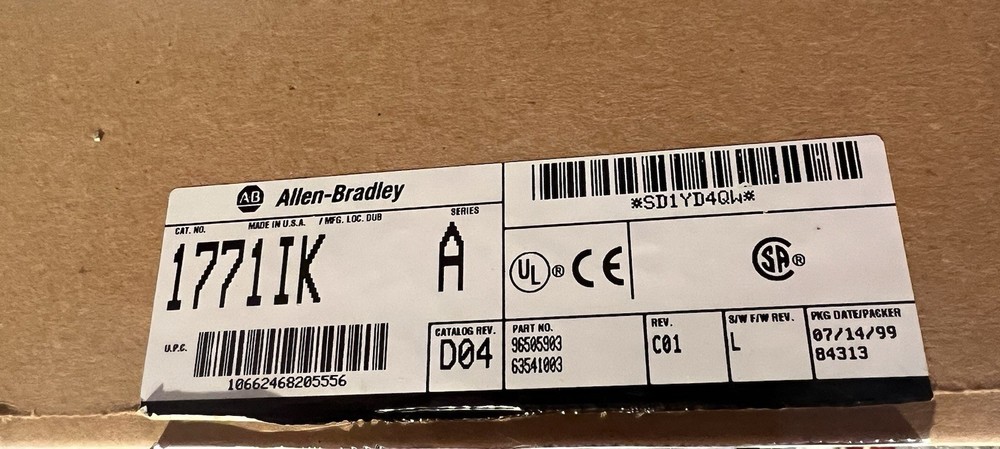 AB Allen-Bradley
CAT. NO. MADE IN U.S.A. / MFG. LOC. DUB SERIES
1771IK A
U.P.C.
10662468205556
CATALOG REV.
D04
*SD1YD4QW*
UL ® CE
SA ®
PART NO.
96505903
63541003
REV.
C01
S/W F/W REV.
L
PKG DATE/PACKER
07/14/99
84313